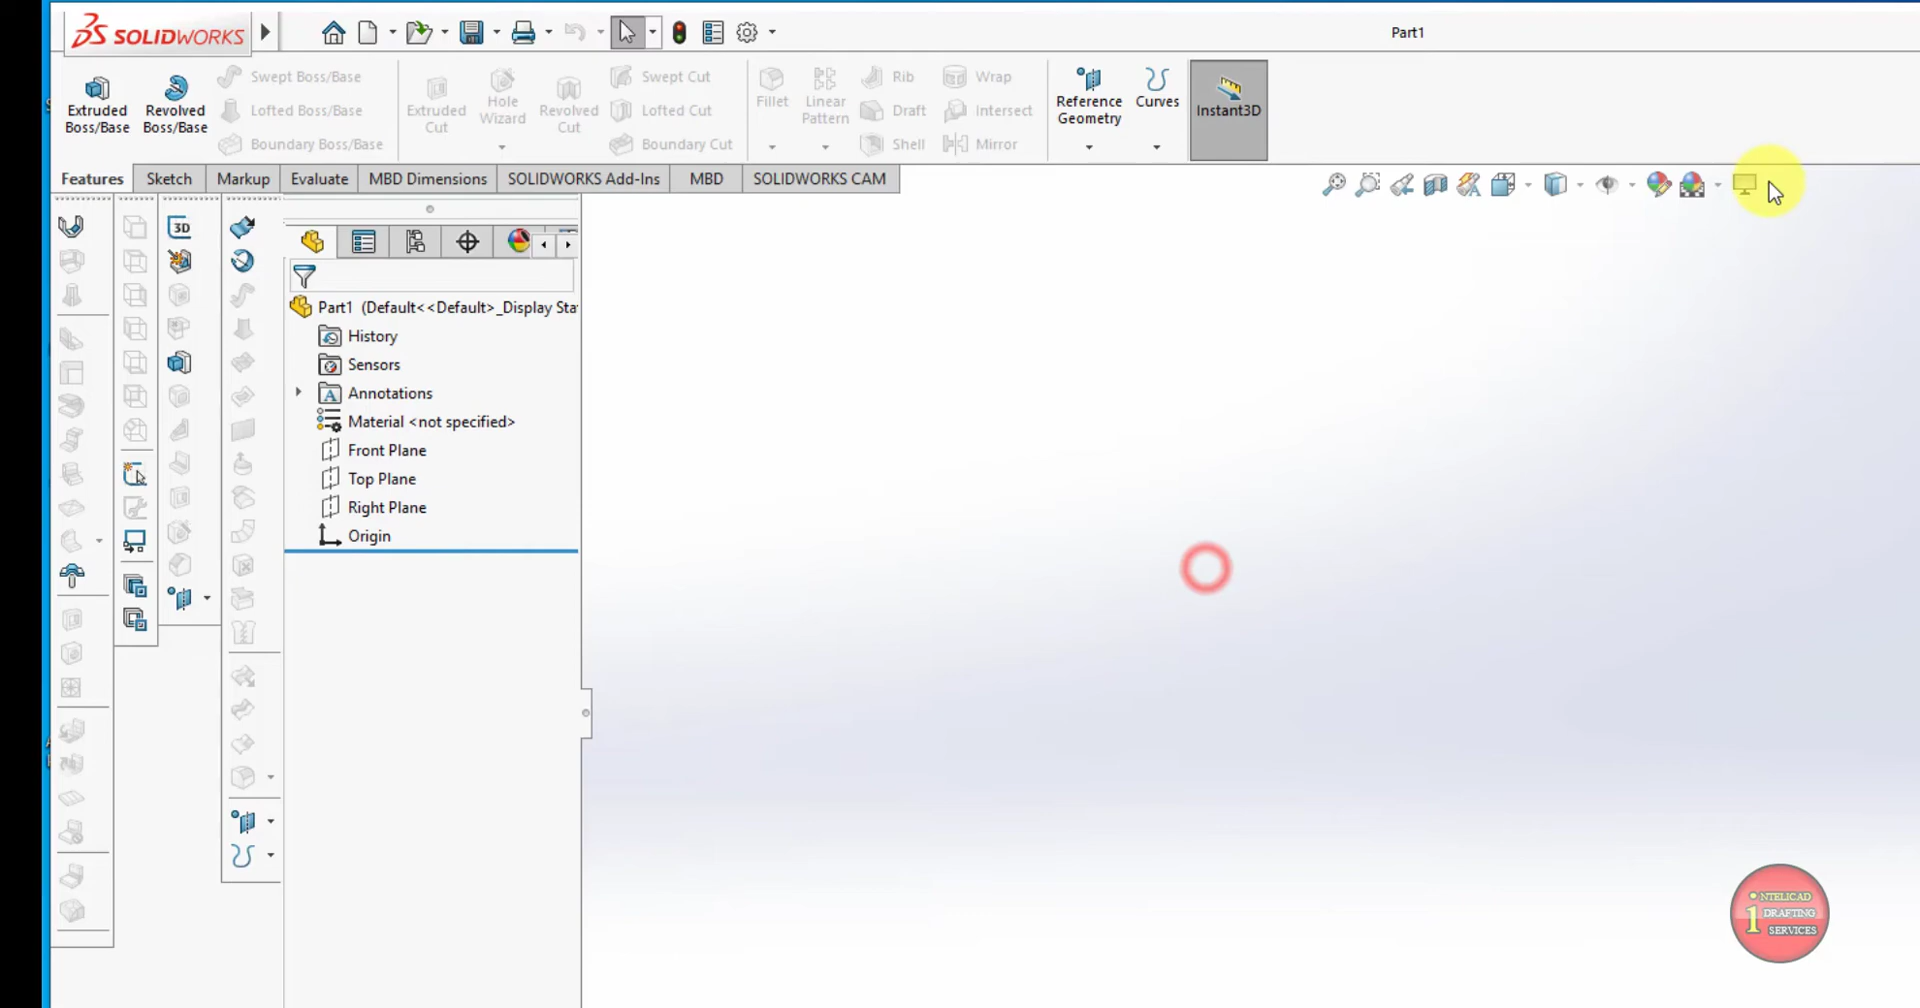 DS SOLIDWORKS
Part1
Extruded Boss/Base
Revolved Boss/Base
Swept Boss/Base
Lofted Boss/Base
Boundary Boss/Base
Extruded Cut
Hole Wizard
Revolved Cut
Swept Cut
Lofted Cut
Boundary Cut
Fillet
Linear Pattern
Rib
Draft
Shell
Wrap
Intersect
Mirror
Reference Geometry
Curves
Instant3D
Features
Sketch
Markup
Evaluate
MBD Dimensions
SOLIDWORKS Add-Ins
MBD
SOLIDWORKS CAM
3D
Part1 (Default<<Default>_Display Sta
History
Sensors
Annotations
Material <not specified>
Front Plane
Top Plane
Right Plane
Origin
NTELICAD
1 DRAFTING
SERVICES